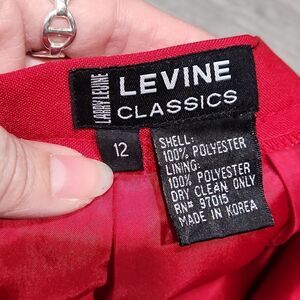 LARRY LEVINE
LEVINE
CLASSICS
12
SHELL:
100% POLYESTER
LINING:
100% POLYESTER
DRY CLEAN ONLY
RN# 97015
MADE IN KOREA